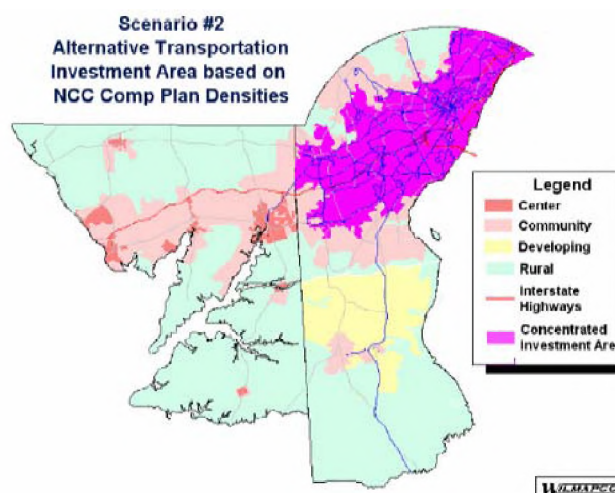 Scenario #2
Alternative Transportation
Investment Area based on
NCC Comp Plan Densities
Legend
Center
Community
Developing
Rural
Interstate
Highways
Concentrated
Investment Area
WILMAPCO